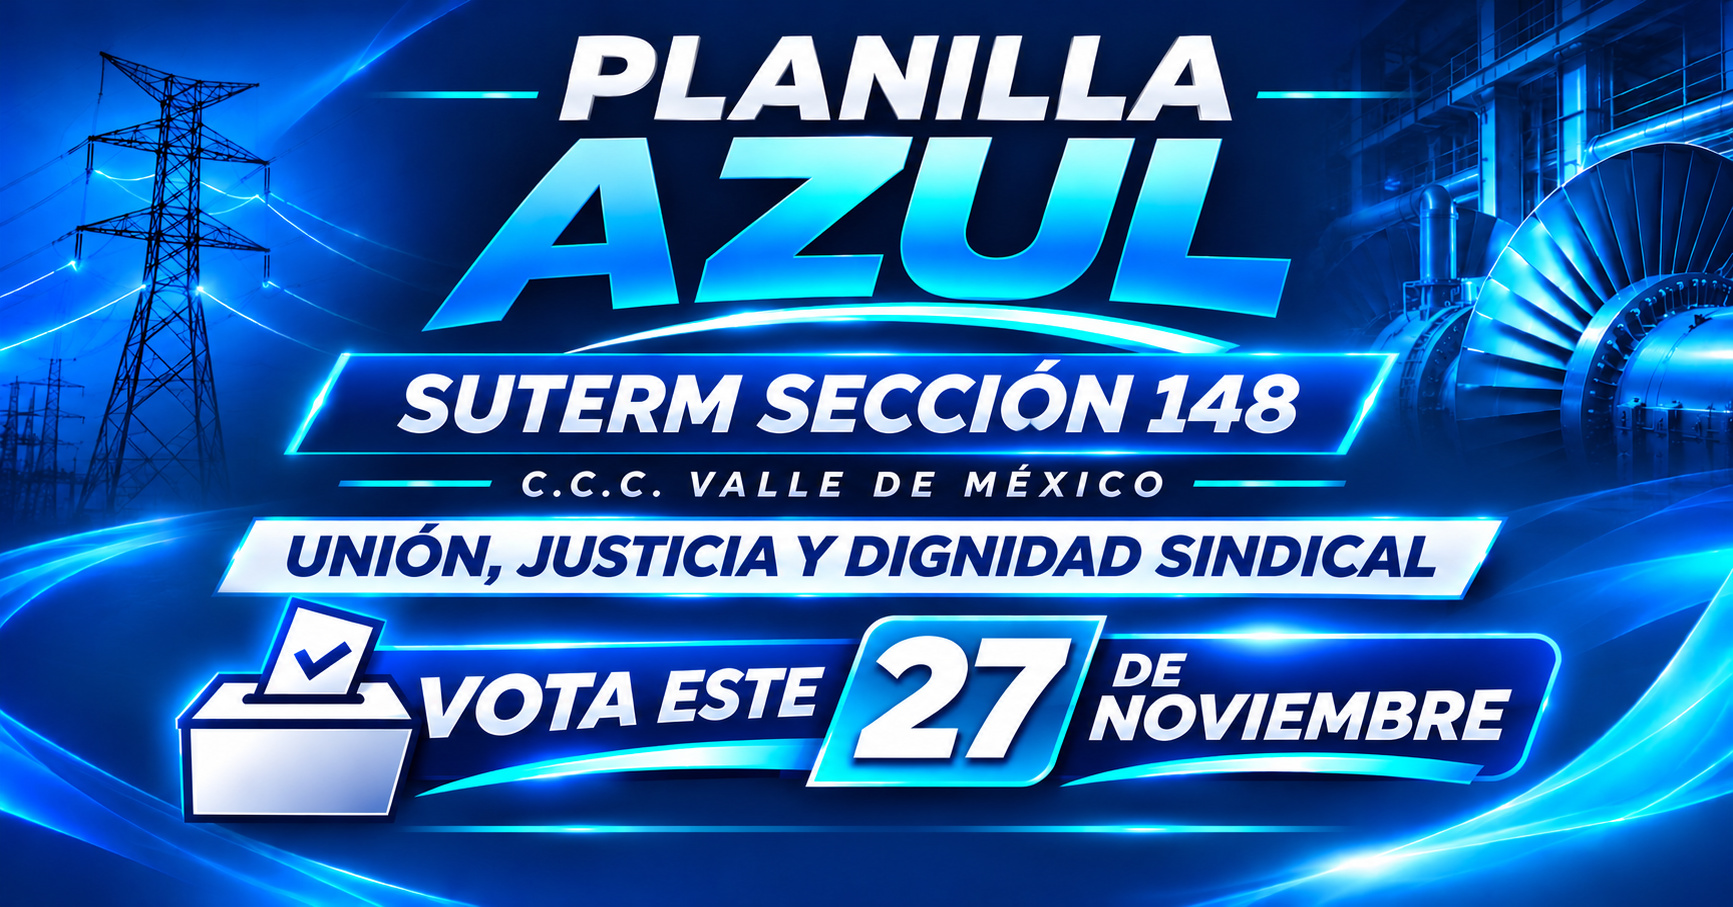 PLANILLA
AZUL
SUTERM SECCIÓN 148
C.C.C. VALLE DE MÉXICO
UNIÓN, JUSTICIA Y DIGNIDAD SINDICAL
VOTA ESTE 27 DE NOVIEMBRE